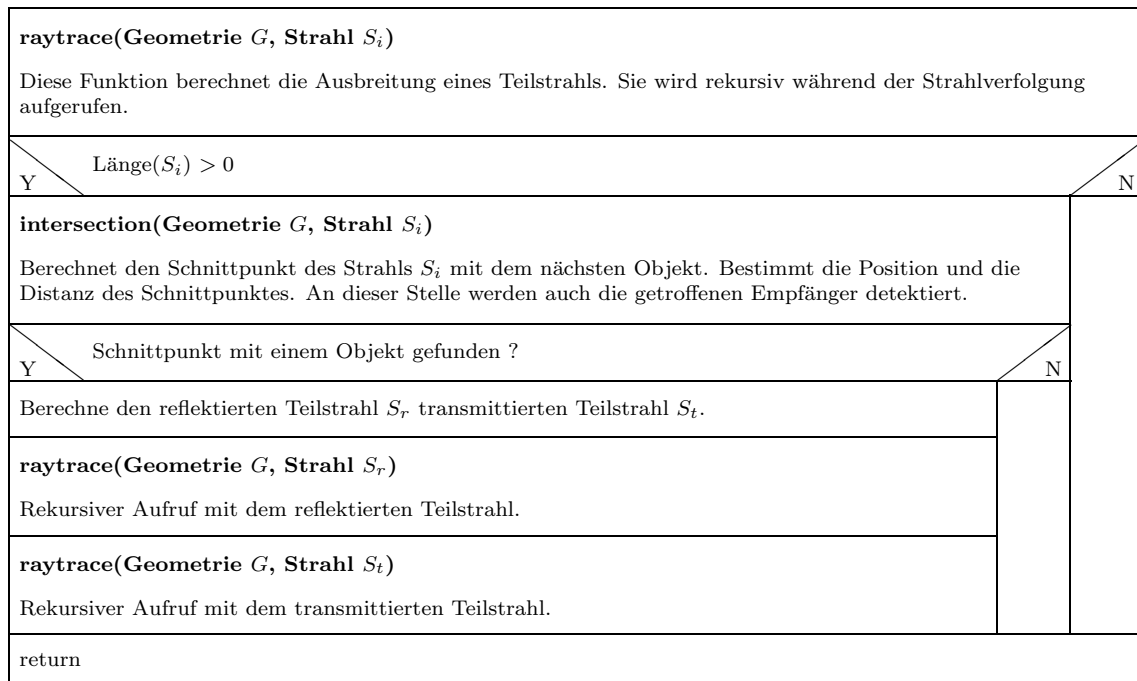 raytrace(Geometrie G, Strahl S_i)
Diese Funktion berechnet die Ausbreitung eines Teilstrahls. Sie wird rekursiv während der Strahlverfolgung
aufgerufen.
Länge(S_i) > 0
Y
N
intersection(Geometrie G, Strahl S_i)
Berechnet den Schnittpunkt des Strahls S_i mit dem nächsten Objekt. Bestimmt die Position und die
Distanz des Schnittpunktes. An dieser Stelle werden auch die getroffenen Empfänger detektiert.
Schnittpunkt mit einem Objekt gefunden ?
Y
N
Berechne den reflektierten Teilstrahl S_r transmittierten Teilstrahl S_t.
raytrace(Geometrie G, Strahl S_r)
Rekursiver Aufruf mit dem reflektierten Teilstrahl.
raytrace(Geometrie G, Strahl S_t)
Rekursiver Aufruf mit dem transmittierten Teilstrahl.
return